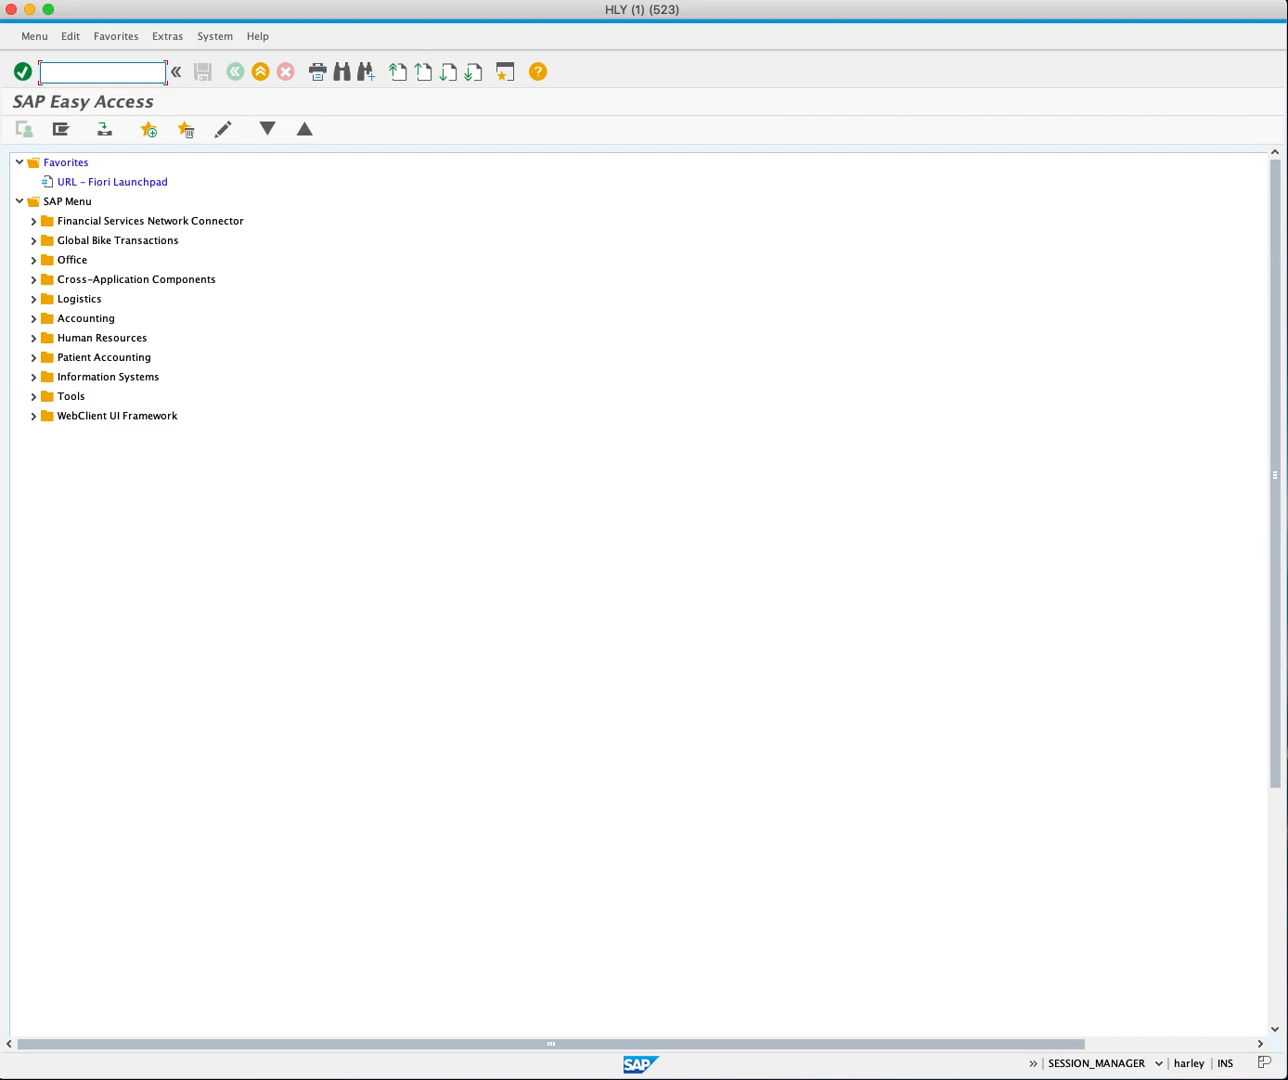 HLY (1) (523)
Menu Edit Favorites Extras System Help
SAP Easy Access
Favorites
URL - Fiori Launchpad
SAP Menu
Financial Services Network Connector
Global Bike Transactions
Office
Cross-Application Components
Logistics
Accounting
Human Resources
Patient Accounting
Information Systems
Tools
WebClient UI Framework
SAP SESSION_MANAGER harley INS